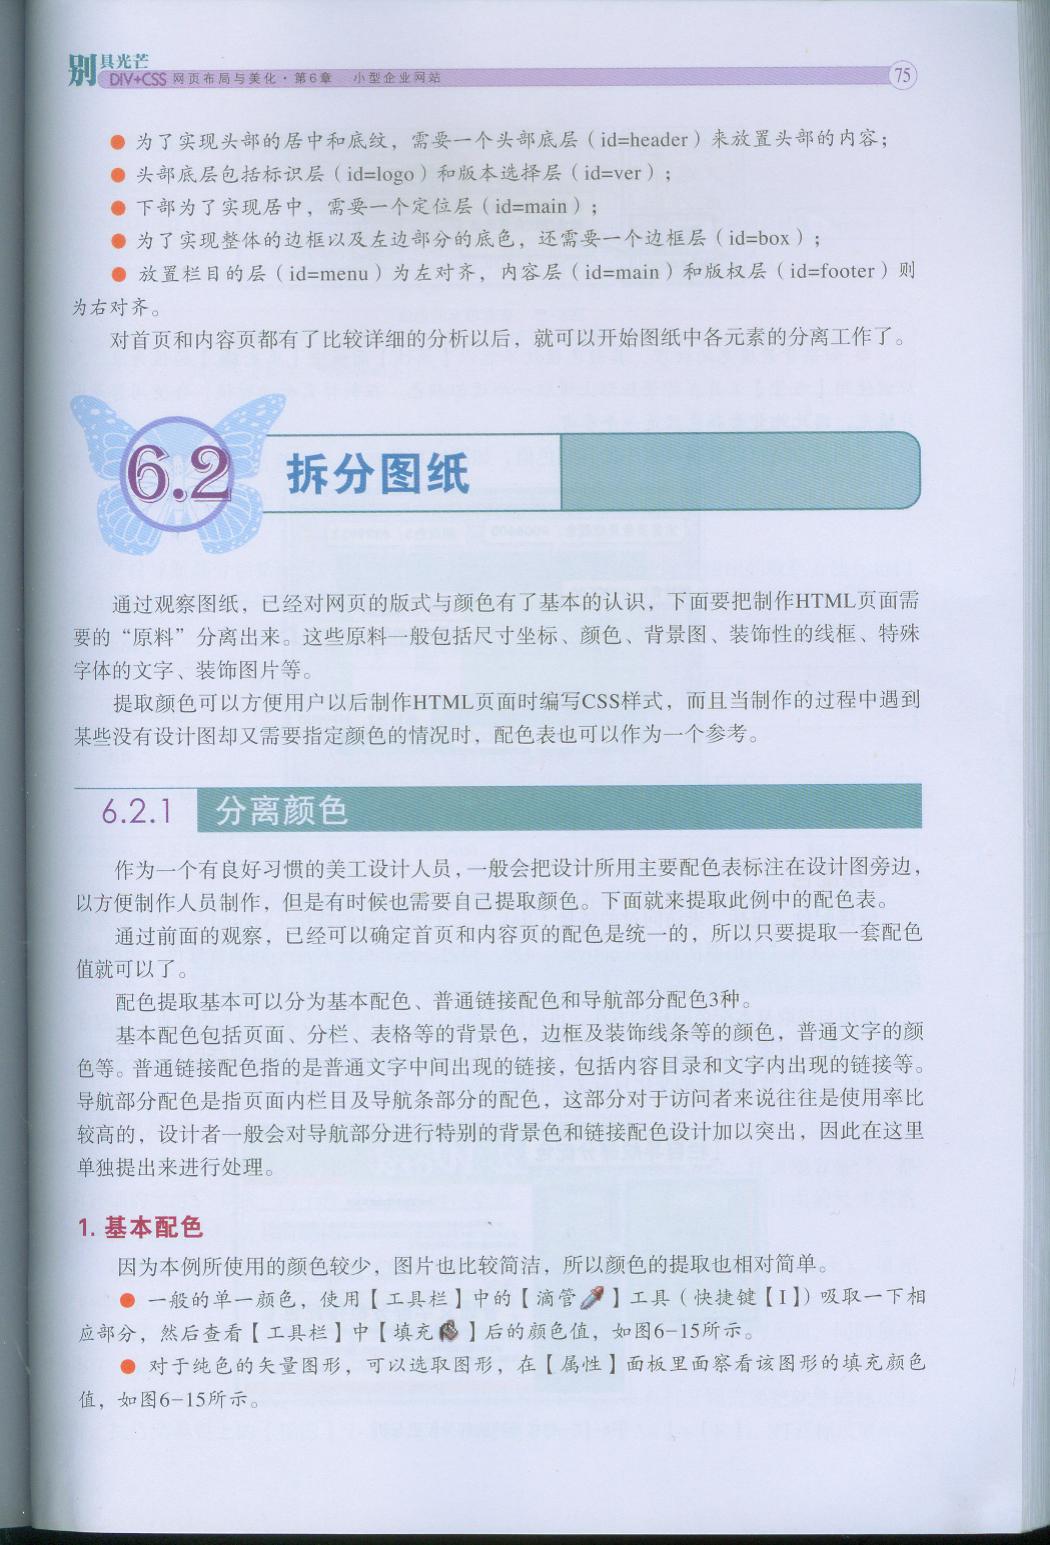 别具光芒
DIV+CSS 网页布局与美化·第6章 小型企业网站
75
● 为了实现头部的居中和底纹，需要一个头部底层（id=header）来放置头部的内容；
● 头部底层包括标识层（id=logo）和版本选择层（id=ver）；
● 下部为了实现居中，需要一个定位层（id=main）；
● 为了实现整体的边框以及左边部分的底色，还需要一个边框层（id=box）；
● 放置栏目的层（id=menu）为左对齐，内容层（id=main）和版权层（id=footer）则
为右对齐。
对首页和内容页都有了比较详细的分析以后，就可以开始图纸中各元素的分离工作了。
6.2 拆分图纸
通过观察图纸，已经对网页的版式与颜色有了基本的认识，下面要把制作HTML页面需
要的“原料”分离出来。这些原料一般包括尺寸坐标、颜色、背景图、装饰性的线框、特殊
字体的文字、装饰图片等。
提取颜色可以方便用户以后制作HTML页面时编写CSS样式，而且当制作的过程中遇到
某些没有设计图却又需要指定颜色的情况时，配色表也可以作为一个参考。
6.2.1 分离颜色
作为一个有良好习惯的美工设计人员，一般会把设计所用主要配色表标注在设计图旁边，
以方便制作人员制作，但是有时候也需要自己提取颜色。下面就来提取此例中的配色表。
通过前面的观察，已经可以确定首页和内容页的配色是统一的，所以只要提取一套配色
值就可以了。
配色提取基本可以分为基本配色、普通链接配色和导航部分配色3种。
基本配色包括页面、分栏、表格等的背景色，边框及装饰线条等的颜色，普通文字的颜
色等。普通链接配色指的是普通文字中间出现的链接，包括内容目录和文字内出现的链接等。
导航部分配色是指页面内栏目及导航条部分的配色，这部分对于访问者来说往往是使用率比
较高的，设计者一般会对导航部分进行特别的背景色和链接配色设计加以突出，因此在这里
单独提出来进行处理。
1. 基本配色
因为本例所使用的颜色较少，图片也比较简洁，所以颜色的提取也相对简单。
● 一般的单一颜色，使用【工具栏】中的【滴管】工具（快捷键【I】）吸取一下相
应部分，然后查看【工具栏】中【填充】后的颜色值，如图6-15所示。
● 对于纯色的矢量图形，可以选取图形，在【属性】面板里面察看该图形的填充颜色
值，如图6-15所示。